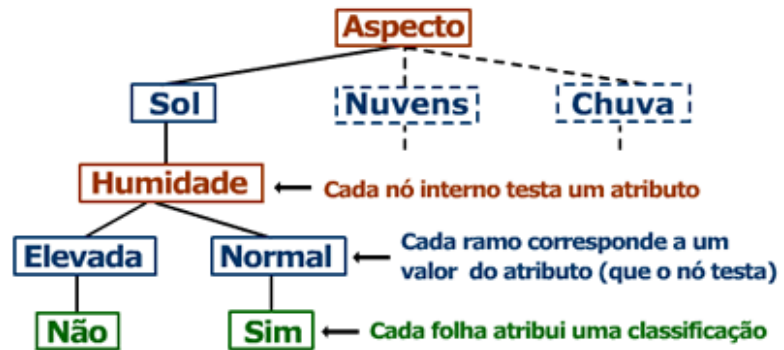 Aspecto
Sol Nuvens Chuva
Humidade Cada nó interno testa um atributo
Elevada Normal Cada ramo corresponde a um
valor do atributo (que o nó testa)
Não Sim Cada folha atribui uma classificação